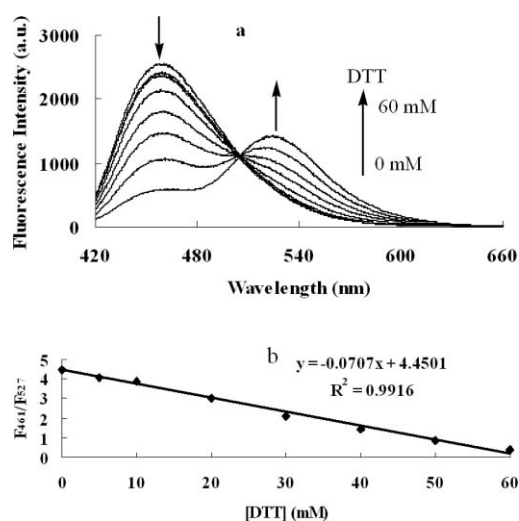 a
Fluorescence Intensity (a.u.)
3000
2000
1000
0
DTT
60 mM
0 mM
420 480 540 600 660
Wavelength (nm)
b
y=-0.0707x+4.4501
R² = 0.9916
F461/F527
5
4
3
2
1
0
0 10 20 30 40 50 60
[DTT] (mM)